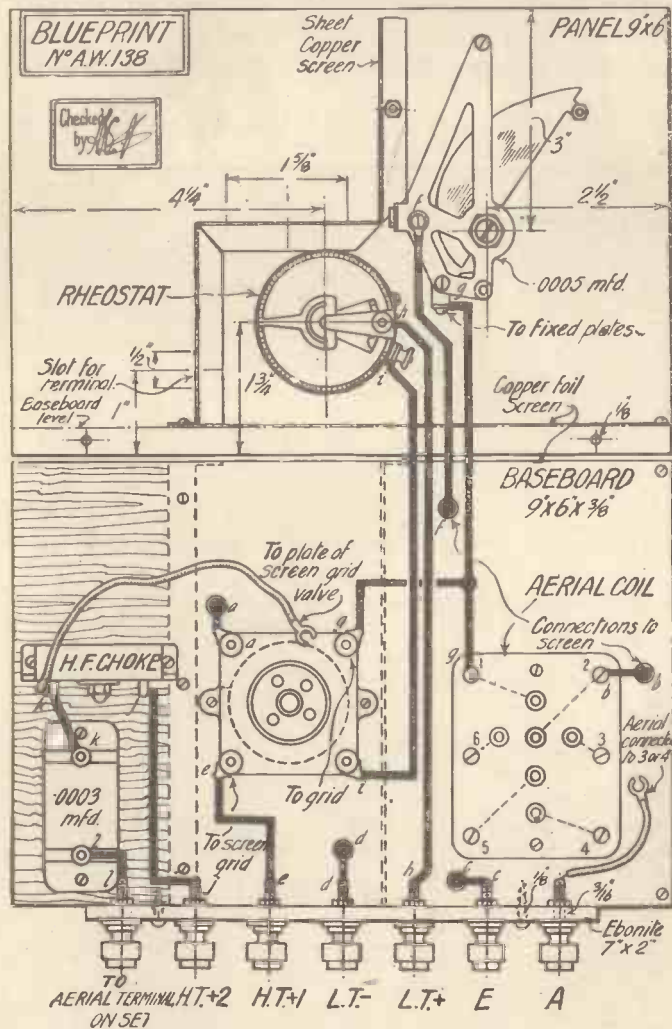 BLUEPRINT
Nº A.W. 138
Checked
by
Sheet
Copper
screen
PANEL 9"x6"
3"
1 5/8"
4 1/4"
2 1/2"
RHEOSTAT
.0005 mfd.
g
h
i
To fixed plates
Slot for
terminal
1/2"
1"
1 3/4"
Baseboard
level
Copper foil
Screen
1/8"
BASEBOARD
9"x6"x3/8"
To plate of
screen grid
valve
AERIAL COIL
Connections to
screen
a
a
g
H.F. CHOKE
k
j
k
.0003
mfd.
l
l
e
i
To grid
To screen
grid
g
1
2
b
b
6
3
5
4
Aerial
connects
to 3 or 4
d
d
j
e
h
c
c
1/8"
3/16"
Ebonite
7"x2"
TO
AERIAL TERMINAL
ON SET
H.T.+2
H.T.+1
L.T.-
L.T.+
E
A